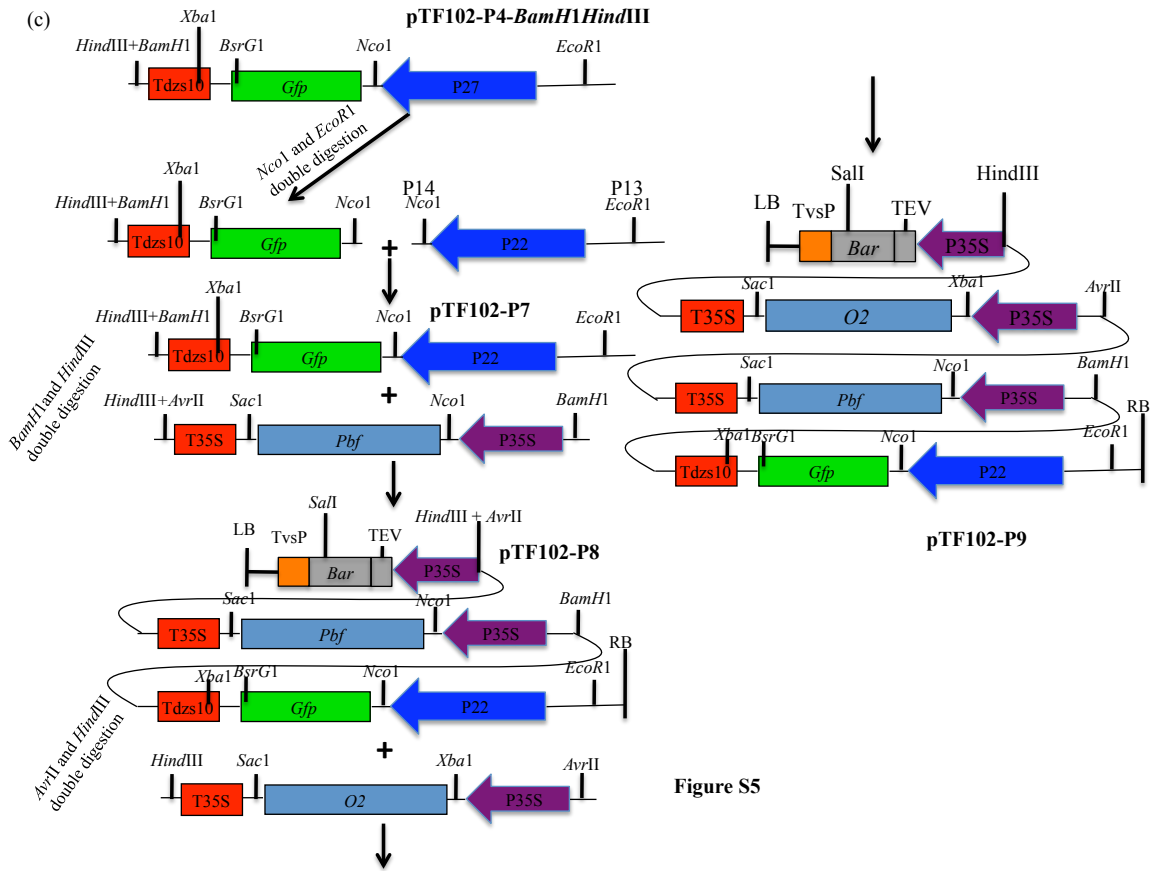 (c)
pTF102-P4-BamH1HindIII
Xba1
HindIII+BamH1
BsrG1
Nco1
EcoR1
Tdzs10
Gfp
P27
Nco1 and EcoR1
double digestion
Xba1
HindIII+BamH1
BsrG1
Nco1
P14
Nco1
P13
EcoR1
Tdzs10
Gfp
+
P22
pTF102-P7
Xba1
HindIII+BamH1
BsrG1
Nco1
EcoR1
Tdzs10
Gfp
P22
BamH1and HindIII
double digestion
+
HindIII+AvrII
Sac1
Nco1
BamH1
T35S
Pbf
P35S
pTF102-P8
LB
TvsP
SalI
TEV
HindIII + AvrII
Bar
P35S
Sac1
Nco1
BamH1
T35S
Pbf
P35S
RB
Xba1
BsrG1
Nco1
EcoR1
Tdzs10
Gfp
P22
AvrII and HindIII
double digestion
+
HindIII
Sac1
Xba1
AvrII
T35S
O2
P35S
SalI
HindIII
LB
TvsP
TEV
Bar
P35S
Sac1
Xba1
AvrII
T35S
O2
P35S
Sac1
Nco1
BamH1
T35S
Pbf
P35S
RB
Xba1
BsrG1
Nco1
EcoR1
Tdzs10
Gfp
P22
pTF102-P9
Figure S5